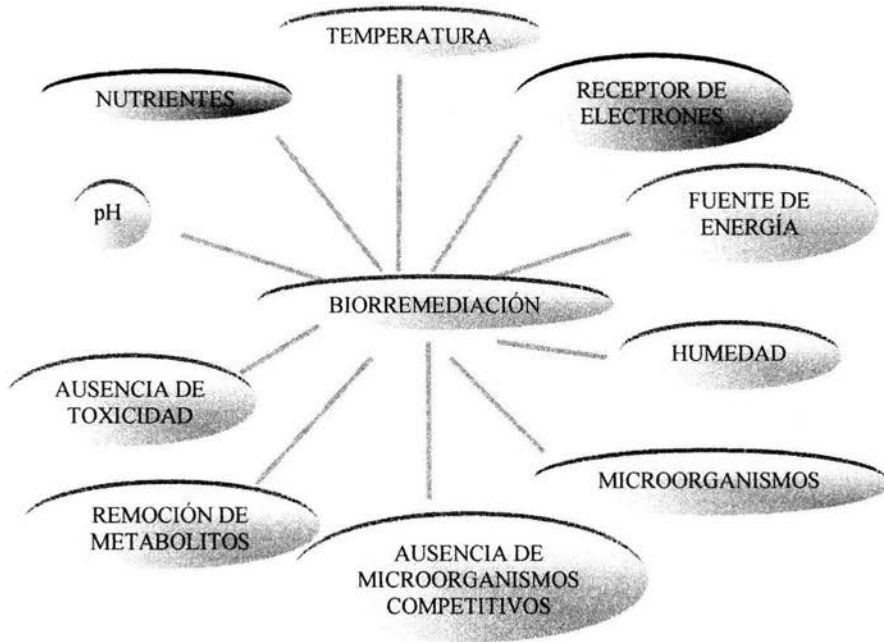 TEMPERATURA
NUTRIENTES
RECEPTOR DE
ELECTRONES
pH
FUENTE DE
ENERGÍA
BIORREMEDIACIÓN
HUMEDAD
AUSENCIA DE
TOXICIDAD
MICROORGANISMOS
REMOCIÓN DE
METABOLITOS
AUSENCIA DE
MICROORGANISMOS
COMPETITIVOS